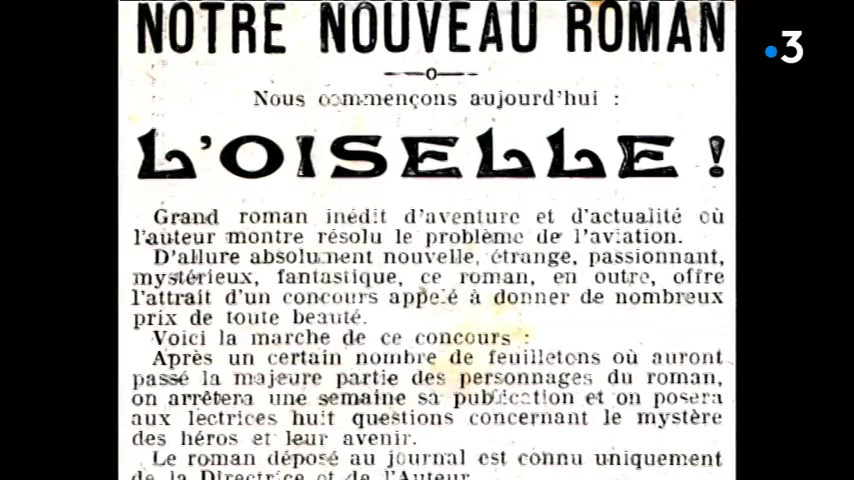 NOTRE NOUVEAU ROMAN
3
Nous commençons aujourd'hui :
L'OISELLE !
Grand roman inédit d'aventure et d'actualité où
l'auteur montre résolu le problème de l'aviation.
D'allure absolument nouvelle, étrange, passionnant,
mystérieux, fantastique, ce roman, en outre, offre
l'attrait d'un concours appelé à donner de nombreux
prix de toute beauté.
Voici la marche de ce concours :
Après un certain nombre de feuilletons où auront
passé la majeure partie des personnages du roman,
on arrêtera une semaine sa publication et on posera
aux lectrices huit questions concernant le mystère
des héros et leur avenir.
Le roman déposé au journal est connu uniquement
de la Directrice et de l'Auteur